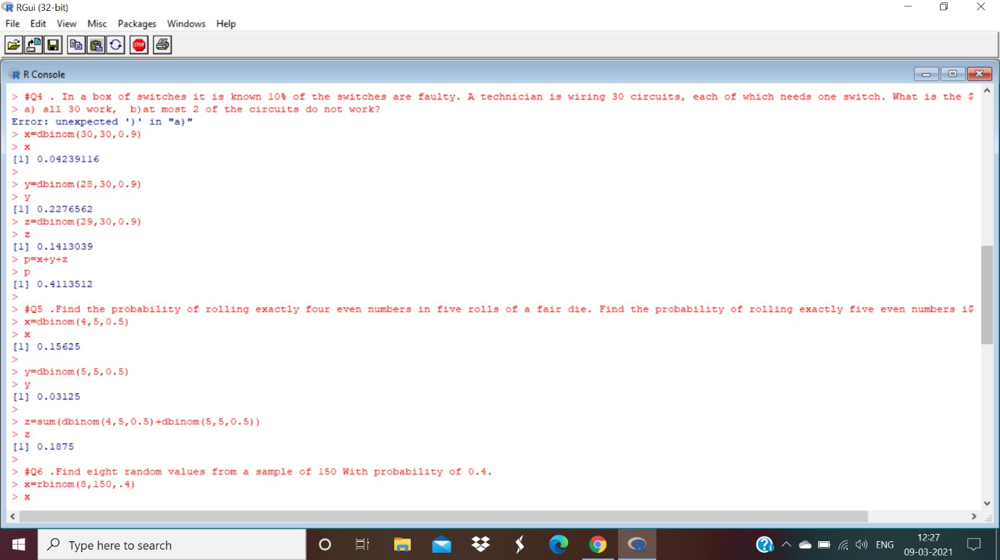 RGui (32-bit)
File Edit View Misc Packages Windows Help
STOP
R Console
> #Q4 . In a box of switches it is known 10% of the switches are faulty. A technician is wiring 30 circuits, each of which needs one switch. What is the $
> a) all 30 work,  b)at most 2 of the circuits do not work?
Error: unexpected ')' in "a)"
> x=dbinom(30,30,0.9)
> x
[1] 0.04239116
>
> y=dbinom(28,30,0.9)
> y
[1] 0.2276562
> z=dbinom(29,30,0.9)
> z
[1] 0.1413039
> p=x+y+z
> p
[1] 0.4113512
>
> #Q5 .Find the probability of rolling exactly four even numbers in five rolls of a fair die. Find the probability of rolling exactly five even numbers i$
> x=dbinom(4,5,0.5)
> x
[1] 0.15625
>
> y=dbinom(5,5,0.5)
> y
[1] 0.03125
>
> z=sum(dbinom(4,5,0.5)+dbinom(5,5,0.5))
> z
[1] 0.1875
>
> #Q6 .Find eight random values from a sample of 150 With probability of 0.4.
> x=rbinom(8,150,.4)
> x
Type here to search
ENG
12:27
09-03-2021